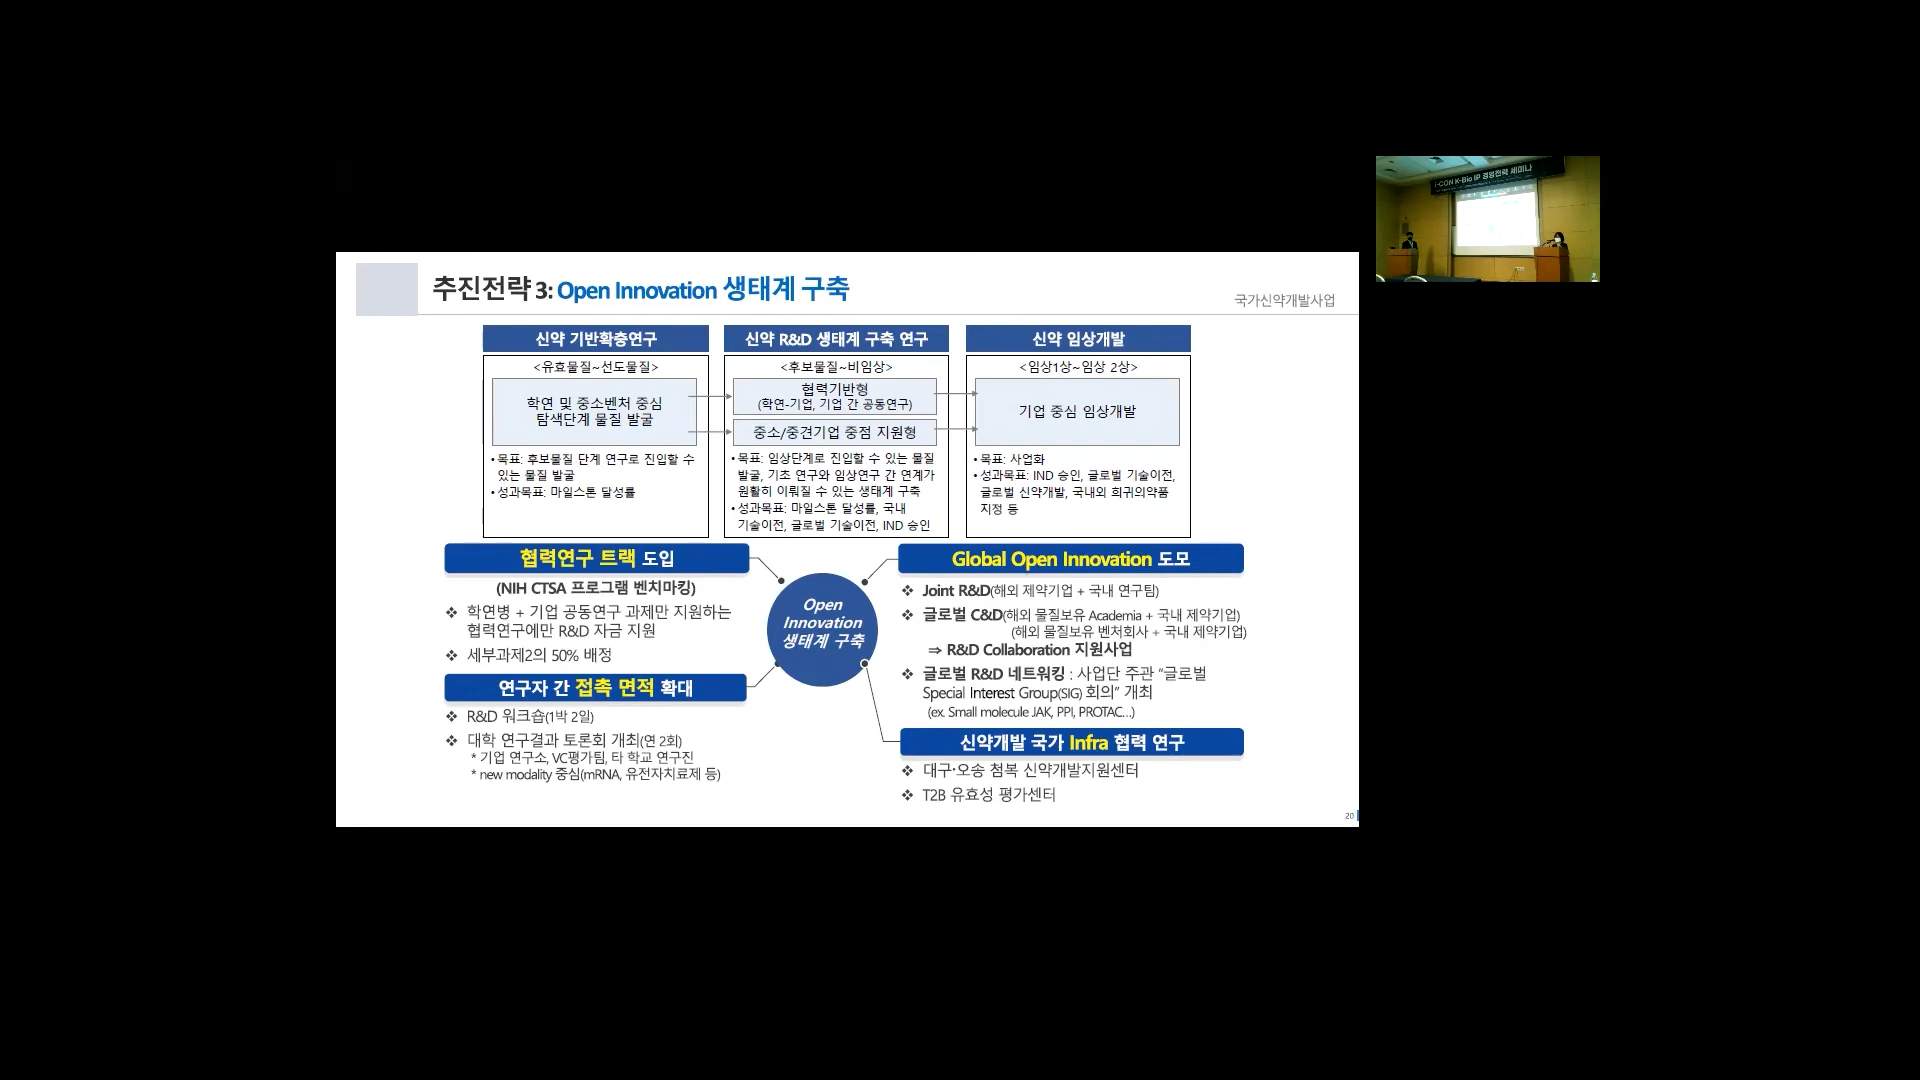 i-CON K-Bio IP 경영전략 세미나
추진전략 3: Open Innovation 생태계 구축
국가신약개발사업
신약 기반확충연구
<유효물질~선도물질>
학연 및 중소벤처 중심
탐색단계 물질 발굴
• 목표: 후보물질 단계 연구로 진입할 수
있는 물질 발굴
• 성과목표: 마일스톤 달성률
신약 R&D 생태계 구축 연구
<후보물질~비임상>
협력기반형
(학연-기업, 기업 간 공동연구)
중소/중견기업 중점 지원형
• 목표: 임상단계로 진입할 수 있는 물질
발굴, 기초 연구와 임상연구 간 연계가
원활히 이뤄질 수 있는 생태계 구축
• 성과목표: 마일스톤 달성률, 국내
기술이전, 글로벌 기술이전, IND 승인
신약 임상개발
<임상1상~임상 2상>
기업 중심 임상개발
• 목표: 사업화
• 성과목표: IND 승인, 글로벌 기술이전,
글로벌 신약개발, 국내외 희귀의약품
지정 등
협력연구 트랙 도입
(NIH CTSA 프로그램 벤치마킹)
❖ 학연병 + 기업 공동연구 과제만 지원하는
협력연구에만 R&D 자금 지원
❖ 세부과제2의 50% 배정
연구자 간 접촉 면적 확대
❖ R&D 워크숍(1박 2일)
❖ 대학 연구결과 토론회 개최(연 2회)
* 기업 연구소, VC평가팀, 타 학교 연구진
* new modality 중심(mRNA, 유전자치료제 등)
Open
Innovation
생태계 구축
Global Open Innovation 도모
❖ Joint R&D(해외 제약기업 + 국내 연구팀)
❖ 글로벌 C&D(해외 물질보유 Academia + 국내 제약기업)
(해외 물질보유 벤처회사 + 국내 제약기업)
⇒ R&D Collaboration 지원사업
❖ 글로벌 R&D 네트워킹 : 사업단 주관 “글로벌
Special Interest Group(SIG) 회의” 개최
(ex. Small molecule JAK, PPI, PROTAC…)
신약개발 국가 Infra 협력 연구
❖ 대구·오송 첨복 신약개발지원센터
❖ T2B 유효성 평가센터
20